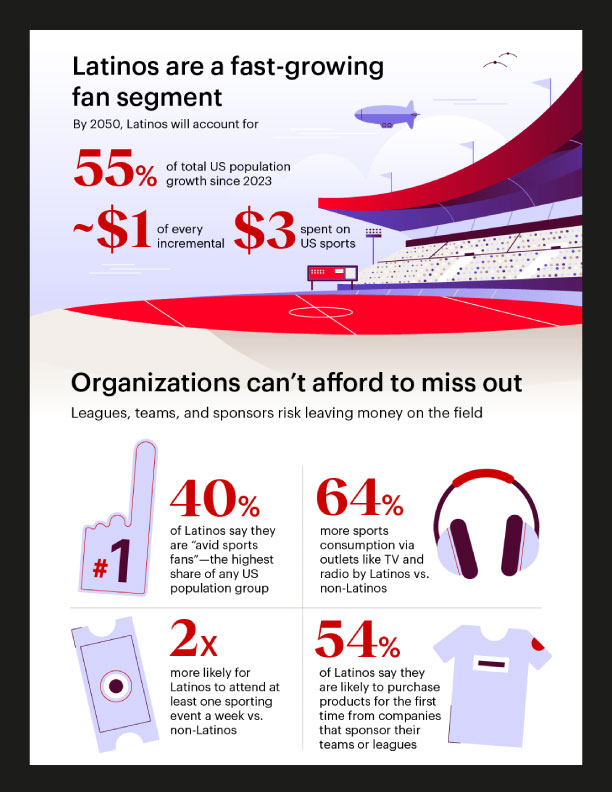 Latinos are a fast-growing
fan segment
By 2050, Latinos will account for
55% of total US population
growth since 2023
~$1 of every
incremental
$3 spent on
US sports
Organizations can't afford to miss out
Leagues, teams, and sponsors risk leaving money on the field
#1
40%
of Latinos say they
are “avid sports
fans”—the highest
share of any US
population group
64%
more sports
consumption via
outlets like TV and
radio by Latinos vs.
non-Latinos
2x
more likely for
Latinos to attend at
least one sporting
event a week vs.
non-Latinos
54%
of Latinos say they
are likely to purchase
products for the first
time from companies
that sponsor their
teams or leagues